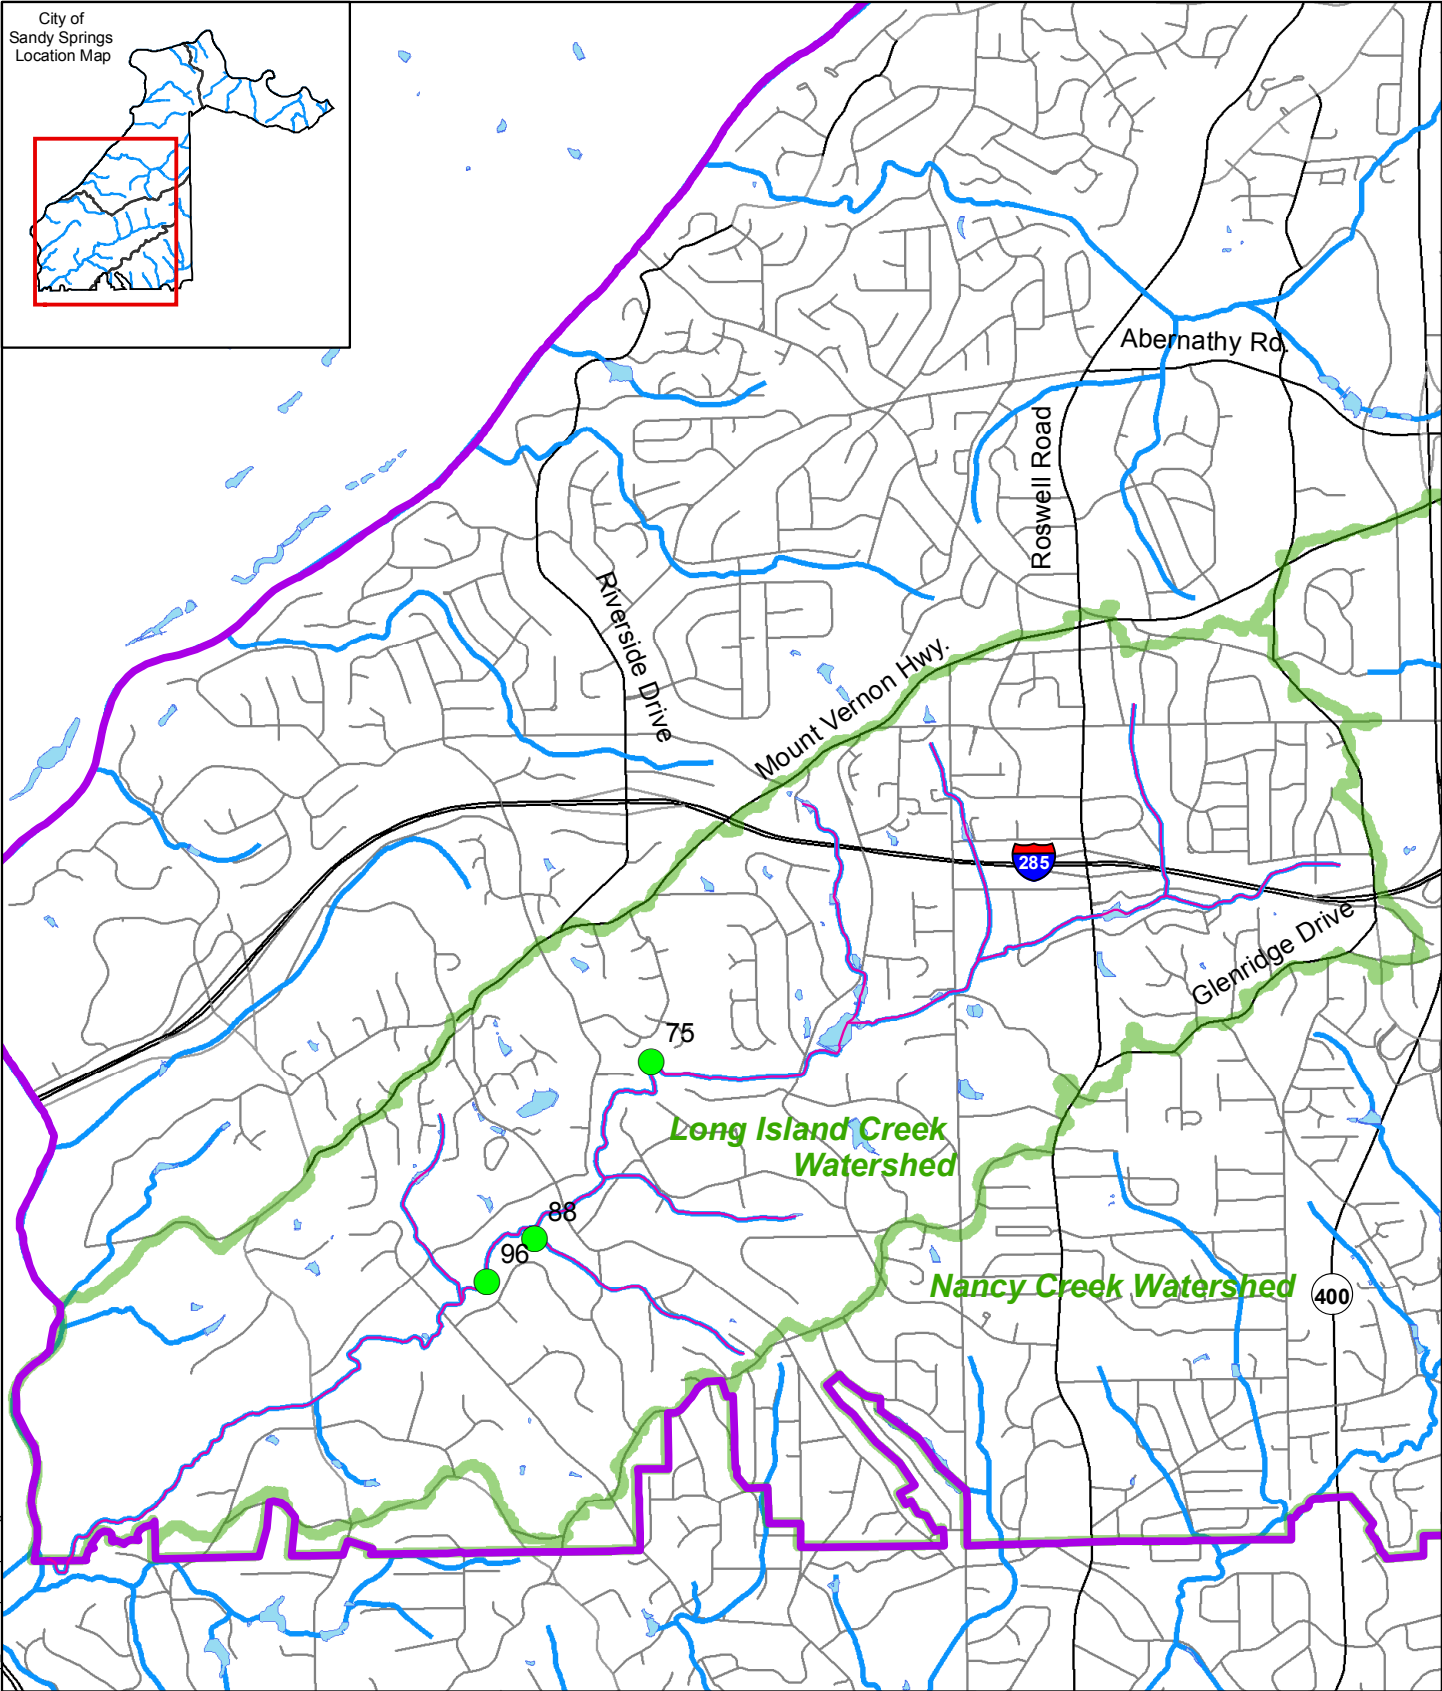 City of
Sandy Springs
Location Map
Abernathy Rd.
Roswell Road
Riverside Drive
Mount Vernon Hwy.
285
Glenridge Drive
75
Long Island Creek
Watershed
88
96
Nancy Creek Watershed
400